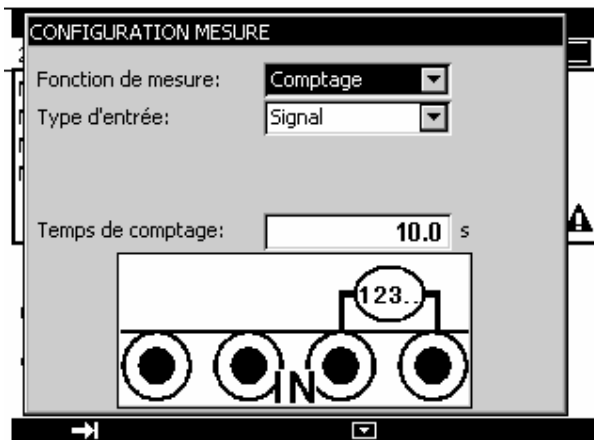 CONFIGURATION MESURE
Fonction de mesure: Comptage
Type d'entrée: Signal
Temps de comptage: 10.0 s
123..
IN